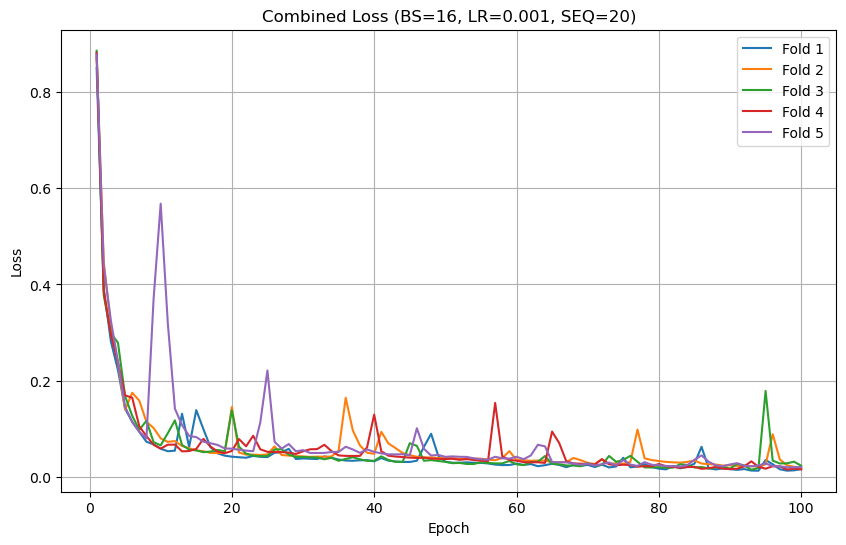 Combined Loss (BS=16, LR=0.001, SEQ=20)
Fold 1
Fold 2
Fold 3
Fold 4
Fold 5
Loss
0.8
0.6
0.4
0.2
0.0
0
20
40
60
80
100
Epoch